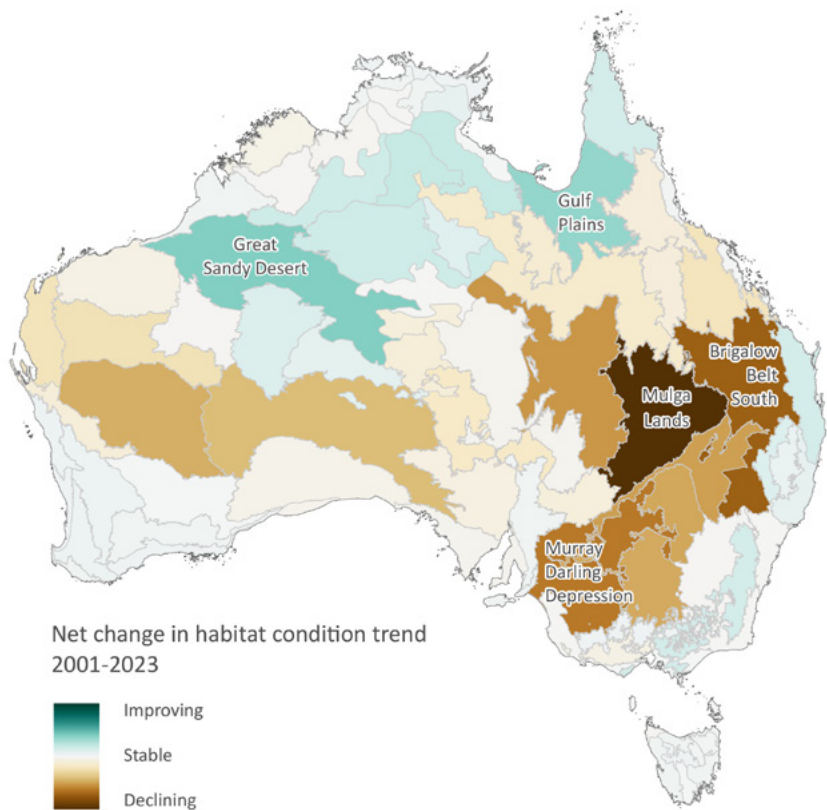 Gulf
Plains
Great
Sandy Desert
Brigalow
Belt
South
Mulga
Lands
Murray
Darling
Depression
Net change in habitat condition trend
2001-2023
Improving
Stable
Declining